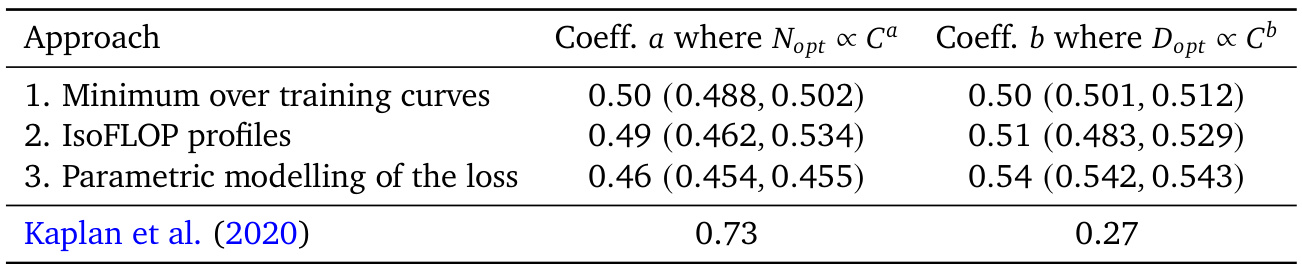 Approach Coeff. a where N_opt ∝ C^a Coeff. b where D_opt ∝ C^b
1. Minimum over training curves 0.50 (0.488, 0.502) 0.50 (0.501, 0.512)
2. IsoFLOP profiles 0.49 (0.462, 0.534) 0.51 (0.483, 0.529)
3. Parametric modelling of the loss 0.46 (0.454, 0.455) 0.54 (0.542, 0.543)
Kaplan et al. (2020) 0.73 0.27